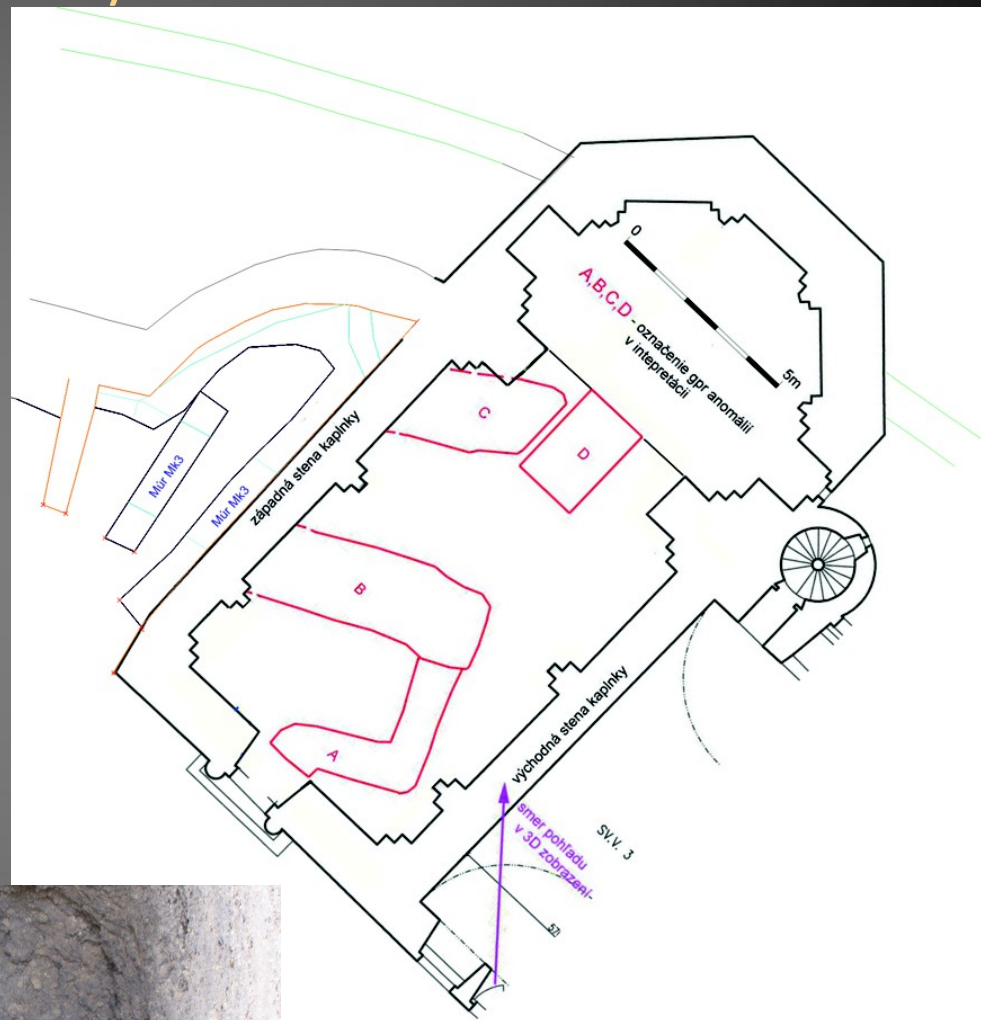 0
5m
A,B,C,D - označenie gpr anomálií
v intepretácií
C
D
Múr Mk3
Múr Mk3
západná stena kaplnky
B
A
východná stena kaplnky
smer pohľadu
v 3D zobrazení-
SV.V. 3